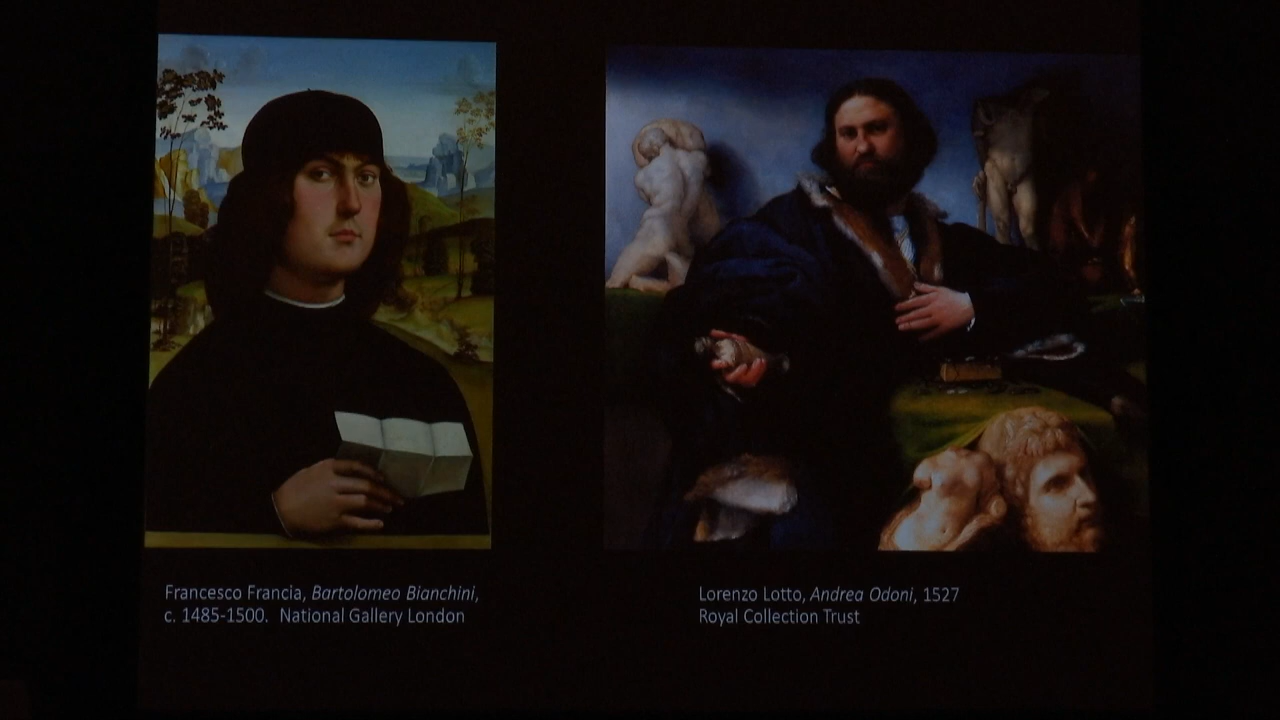 Francesco Francia, Bartolomeo Bianchini,
c. 1485-1500. National Gallery London
Lorenzo Lotto, Andrea Odoni, 1527
Royal Collection Trust